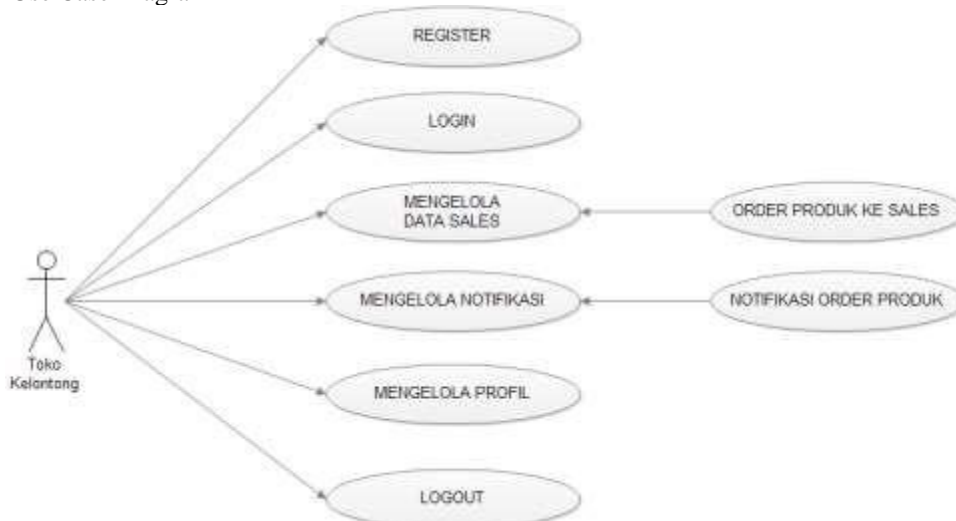 REGISTER
LOGIN
MENGELOLA
DATA SALES
ORDER PRODUK KE SALES
MENGELOLA NOTIFIKASI
NOTIFIKASI ORDER PRODUK
Toko
Kelontong
MENGELOLA PROFIL
LOGOUT